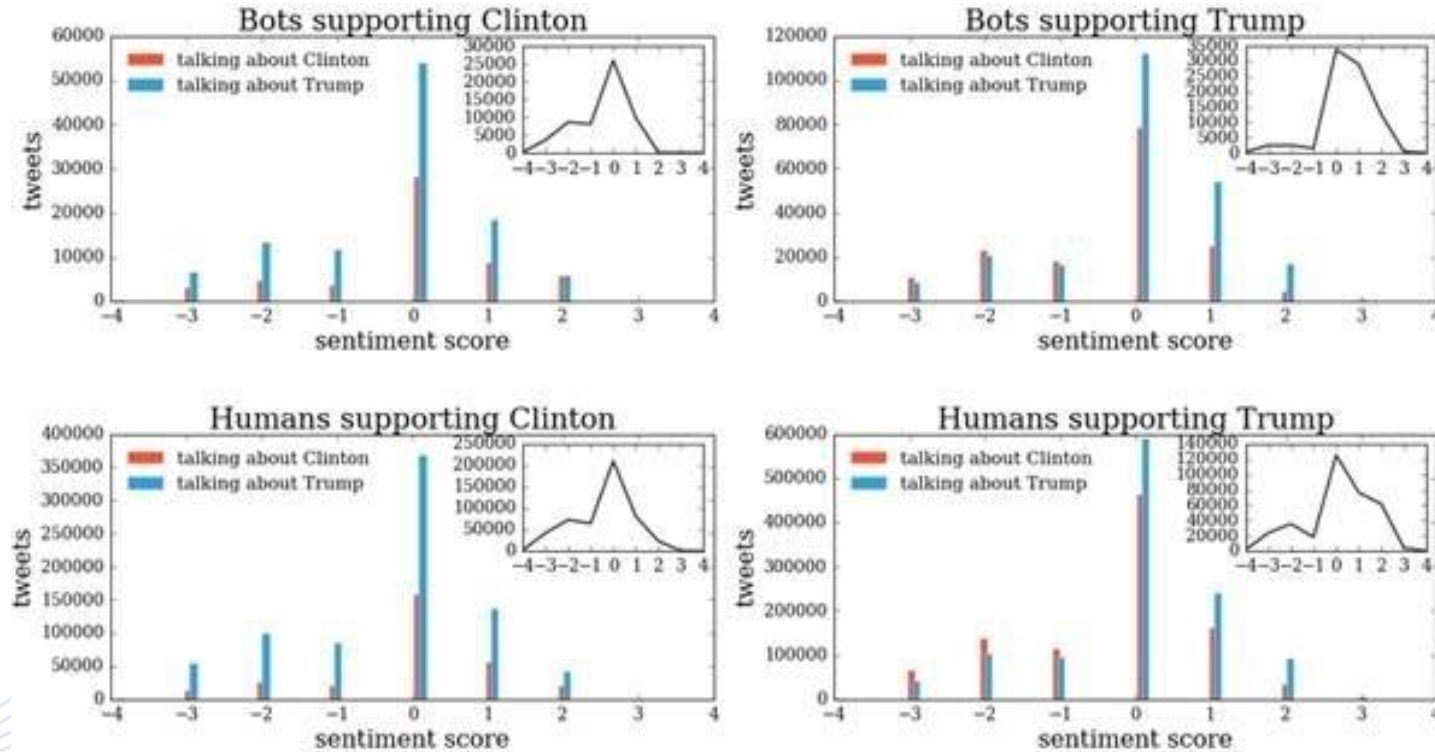 Bots supporting Clinton
60000
50000
40000
30000
20000
10000
0
tweets
talking about Clinton
talking about Trump
30000
25000
20000
15000
10000
5000
0
−4−3−2−1 0 1 2 3 4
−4 −3 −2 −1 0 1 2 3 4
sentiment score
Bots supporting Trump
120000
100000
80000
60000
40000
20000
0
tweets
talking about Clinton
talking about Trump
35000
30000
25000
20000
15000
10000
5000
0
−4−3−2−1 0 1 2 3 4
−4 −3 −2 −1 0 1 2 3 4
sentiment score
Humans supporting Clinton
400000
350000
300000
250000
200000
150000
100000
50000
0
tweets
talking about Clinton
talking about Trump
250000
200000
150000
100000
50000
0
−4−3−2−1 0 1 2 3 4
−4 −3 −2 −1 0 1 2 3 4
sentiment score
Humans supporting Trump
600000
500000
400000
300000
200000
100000
0
tweets
talking about Clinton
talking about Trump
140000
120000
100000
80000
60000
40000
20000
0
−4−3−2−1 0 1 2 3 4
−4 −3 −2 −1 0 1 2 3 4
sentiment score